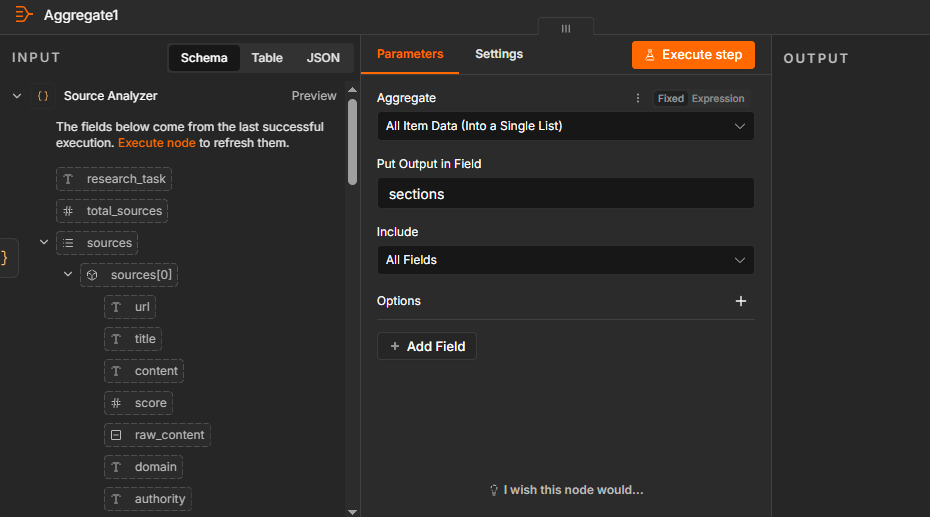 Aggregate1
INPUT
Schema Table JSON
Source Analyzer Preview
The fields below come from the last successful
execution. Execute node to refresh them.
T research_task
# total_sources
sources
sources[0]
T url
T title
T content
# score
raw_content
T domain
T authority
}
Parameters Settings Execute step
Aggregate Fixed Expression
All Item Data (Into a Single List)
Put Output in Field
sections
Include
All Fields
Options +
+ Add Field
I wish this node would...
OUTPUT